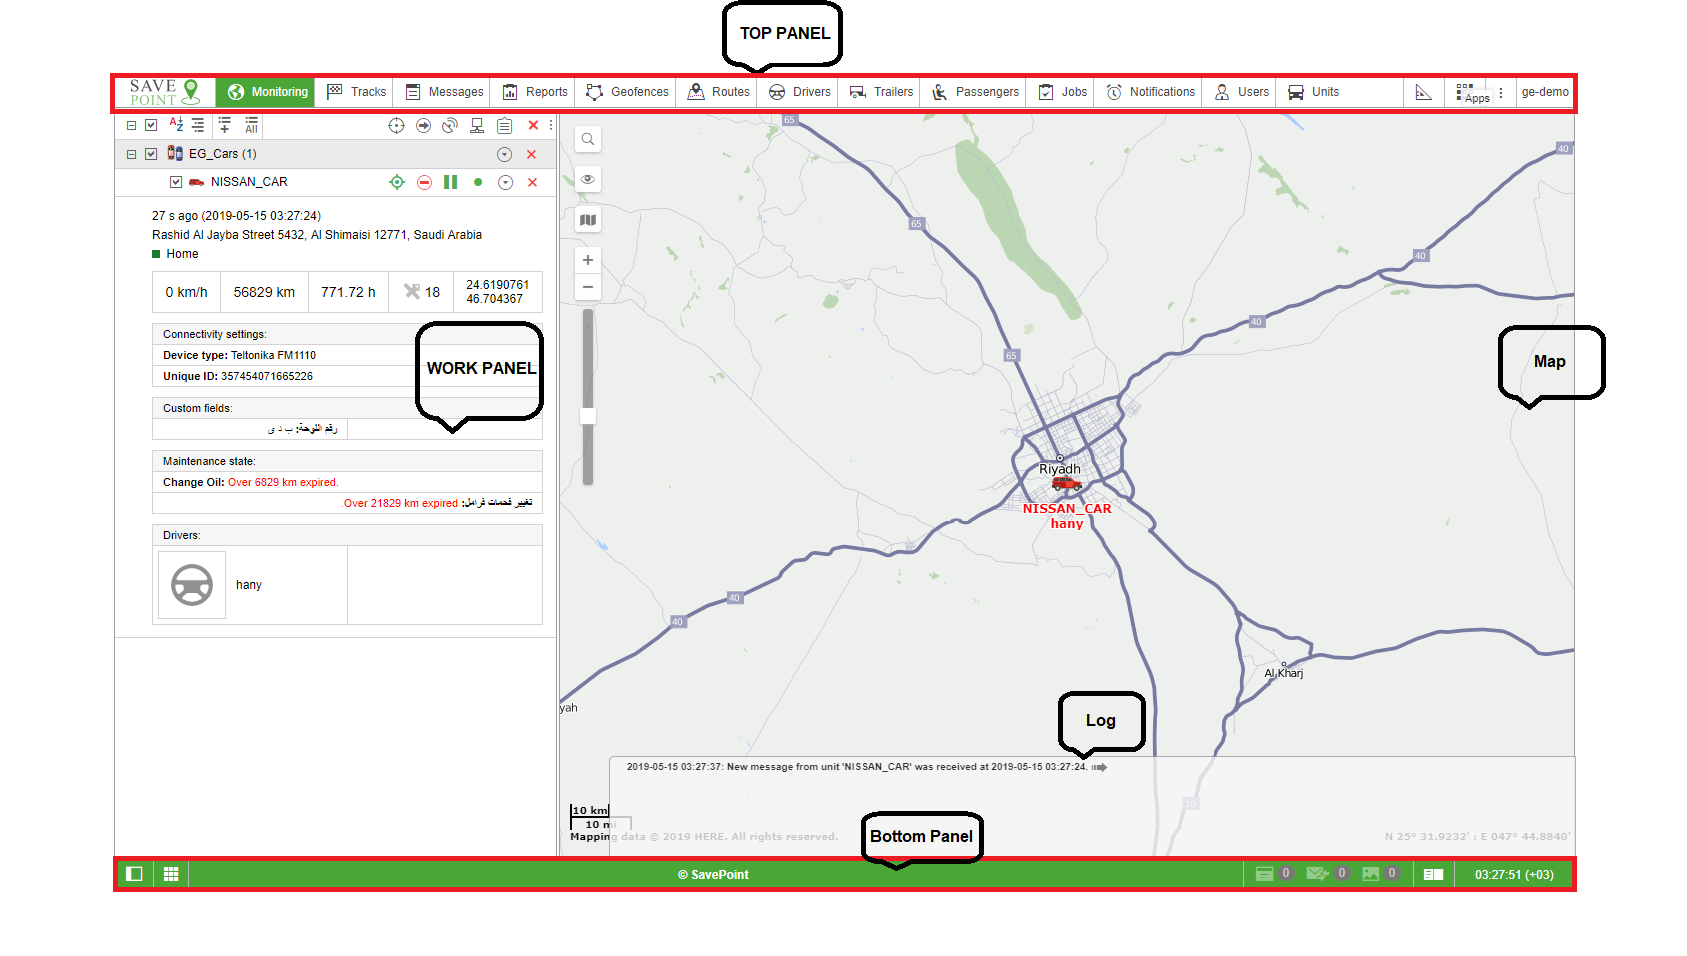 TOP PANEL
SAVE
POINT
Monitoring
Tracks
Messages
Reports
Geofences
Routes
Drivers
Trailers
Passengers
Jobs
Notifications
Users
Units
Apps
ge-demo
A
Z
All
EG_Cars (1)
NISSAN_CAR
27 s ago (2019-05-15 03:27:24)
Rashid Al Jayba Street 5432, Al Shimaisi 12771, Saudi Arabia
Home
0 km/h
56829 km
771.72 h
18
24.6190761
46.704367
Connectivity settings:
Device type: Teltonika FM1110
Unique ID: 357454071665226
WORK PANEL
Custom fields:
رقم اللوحة: ب د ى
Maintenance state:
Change Oil: Over 6829 km expired.
تغيير فحمات فرامل: Over 21829 km expired.
Drivers:
hany
65
65
65
40
40
40
40
40
Map
Riyadh
NISSAN_CAR
hany
Al Kharj
yah
Log
2019-05-15 03:27:37: New message from unit 'NISSAN_CAR' was received at 2019-05-15 03:27:24.
10 km
10 mi
Mapping data © 2019 HERE. All rights reserved.
N 25° 31.9232' : E 047° 44.8840'
Bottom Panel
© SavePoint
0
0
0
03:27:51 (+03)